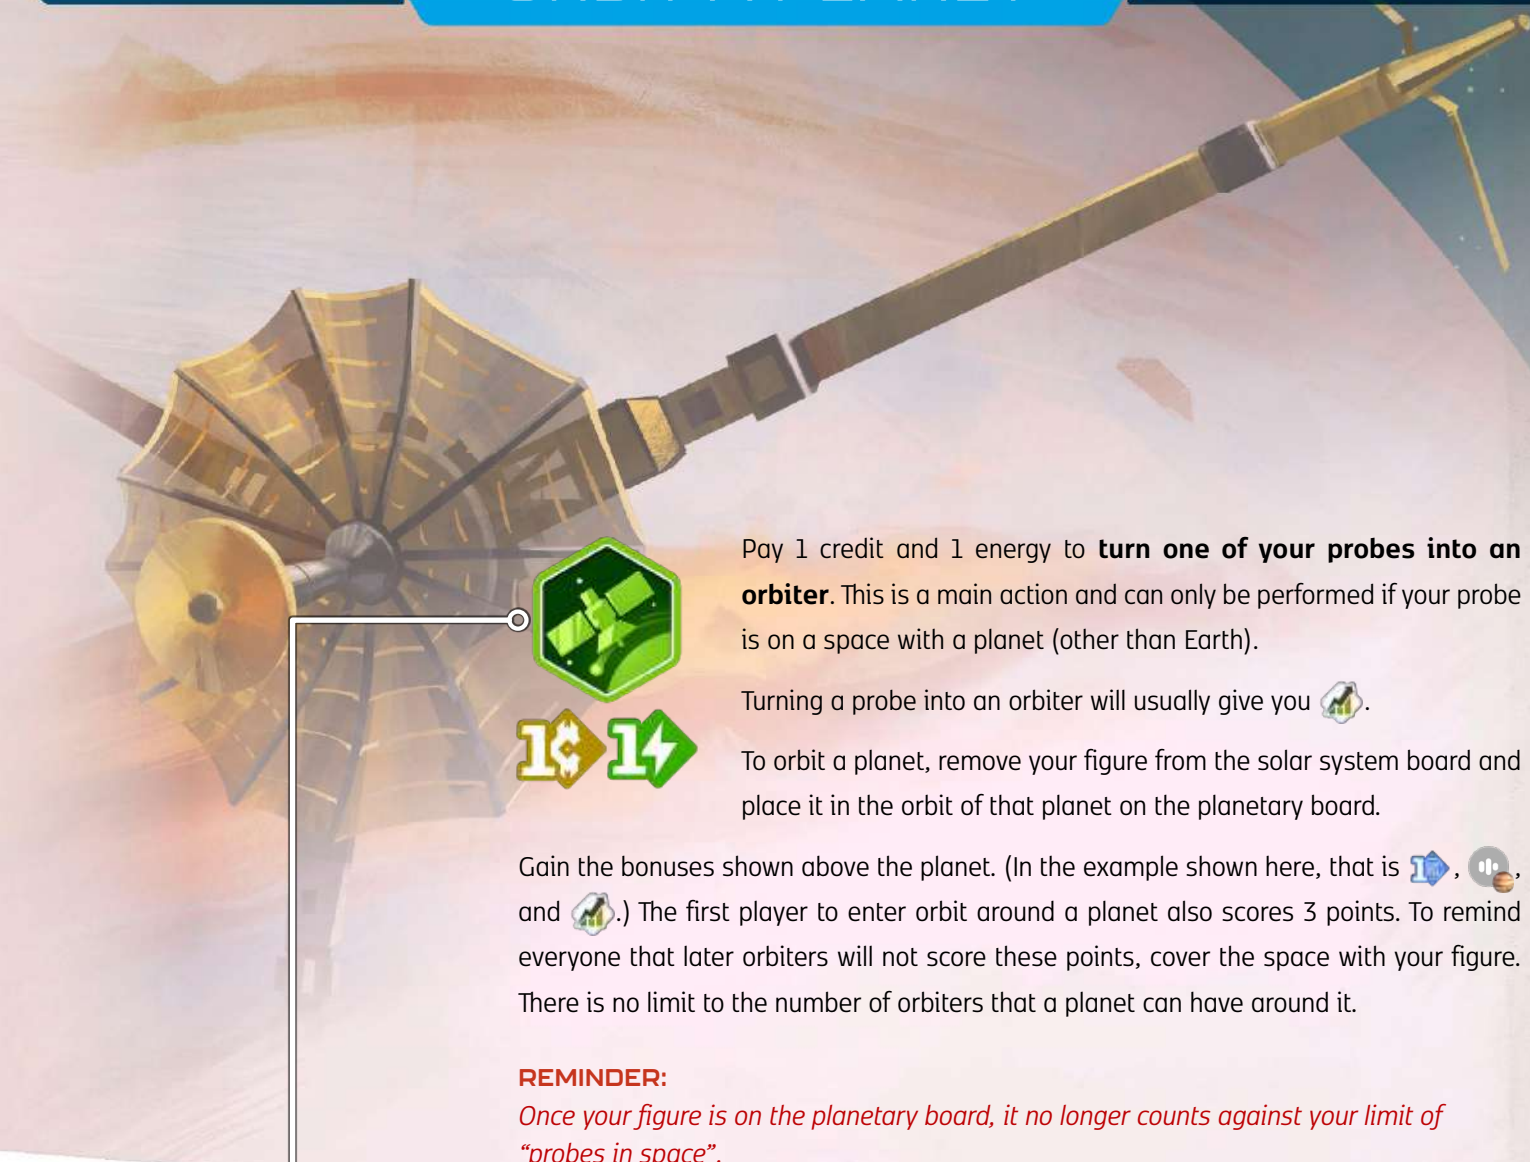 Pay 1 credit and 1 energy to turn one of your probes into an
orbiter. This is a main action and can only be performed if your probe
is on a space with a planet (other than Earth).
Turning a probe into an orbiter will usually give you .
1 1
To orbit a planet, remove your figure from the solar system board and
place it in the orbit of that planet on the planetary board.
Gain the bonuses shown above the planet. (In the example shown here, that is 1 , ,
and .) The first player to enter orbit around a planet also scores 3 points. To remind
everyone that later orbiters will not score these points, cover the space with your figure.
There is no limit to the number of orbiters that a planet can have around it.
REMINDER:
Once your figure is on the planetary board, it no longer counts against your limit of
“probes in space”.